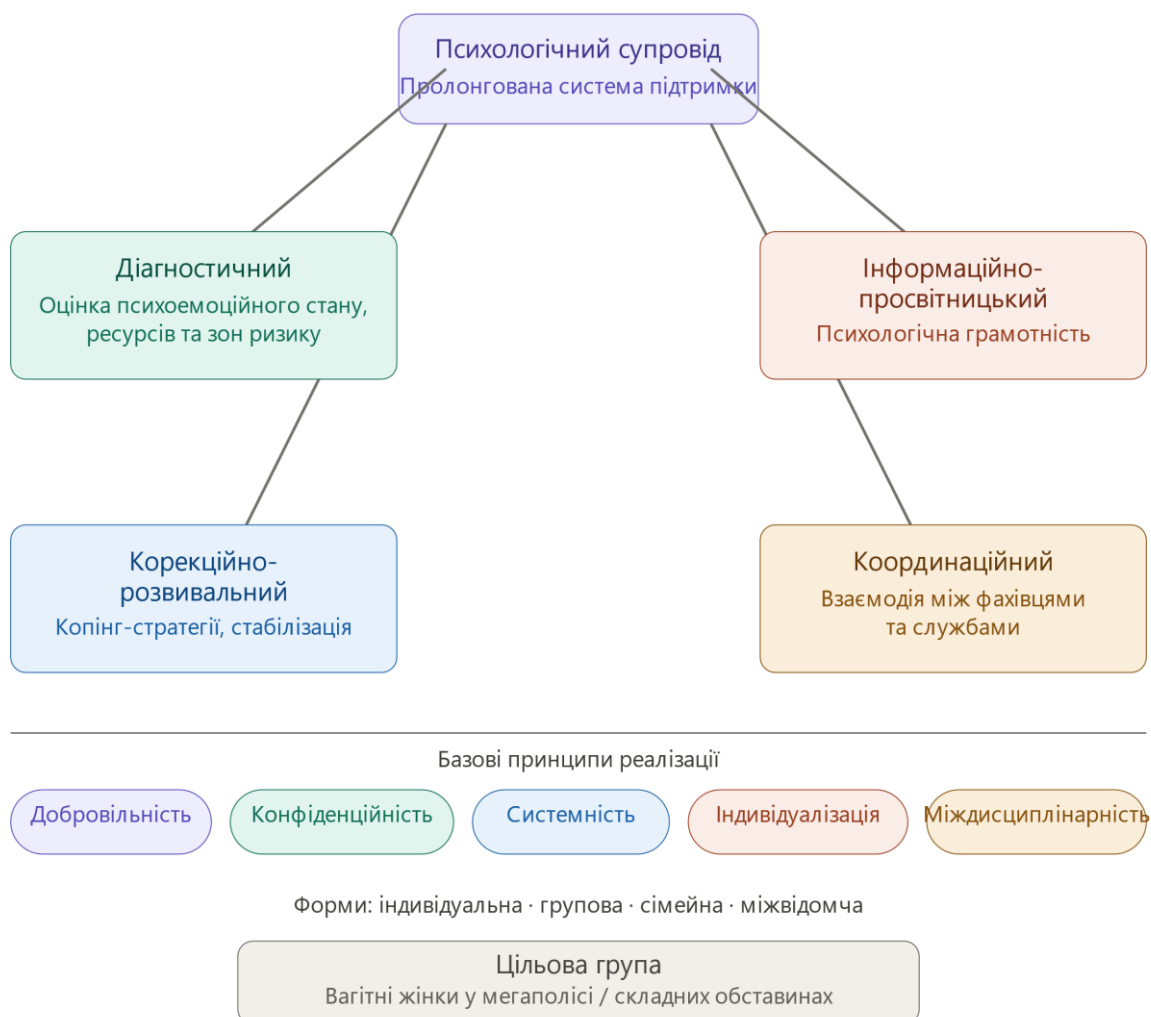 Психологічний супровід
Пролонгована система підтримки
Діагностичний
Оцінка психоемоційного стану,
ресурсів та зон ризику
Інформаційно-
просвітницький
Психологічна грамотність
Корекційно-
розвивальний
Копінг-стратегії, стабілізація
Координаційний
Взаємодія між фахівцями
та службами
Базові принципи реалізації
Добровільність
Конфіденційність
Системність
Індивідуалізація
Міждисциплінарність
Форми: індивідуальна · групова · сімейна · міжвідомча
Цільова група
Вагітні жінки у мегаполісі / складних обставинах